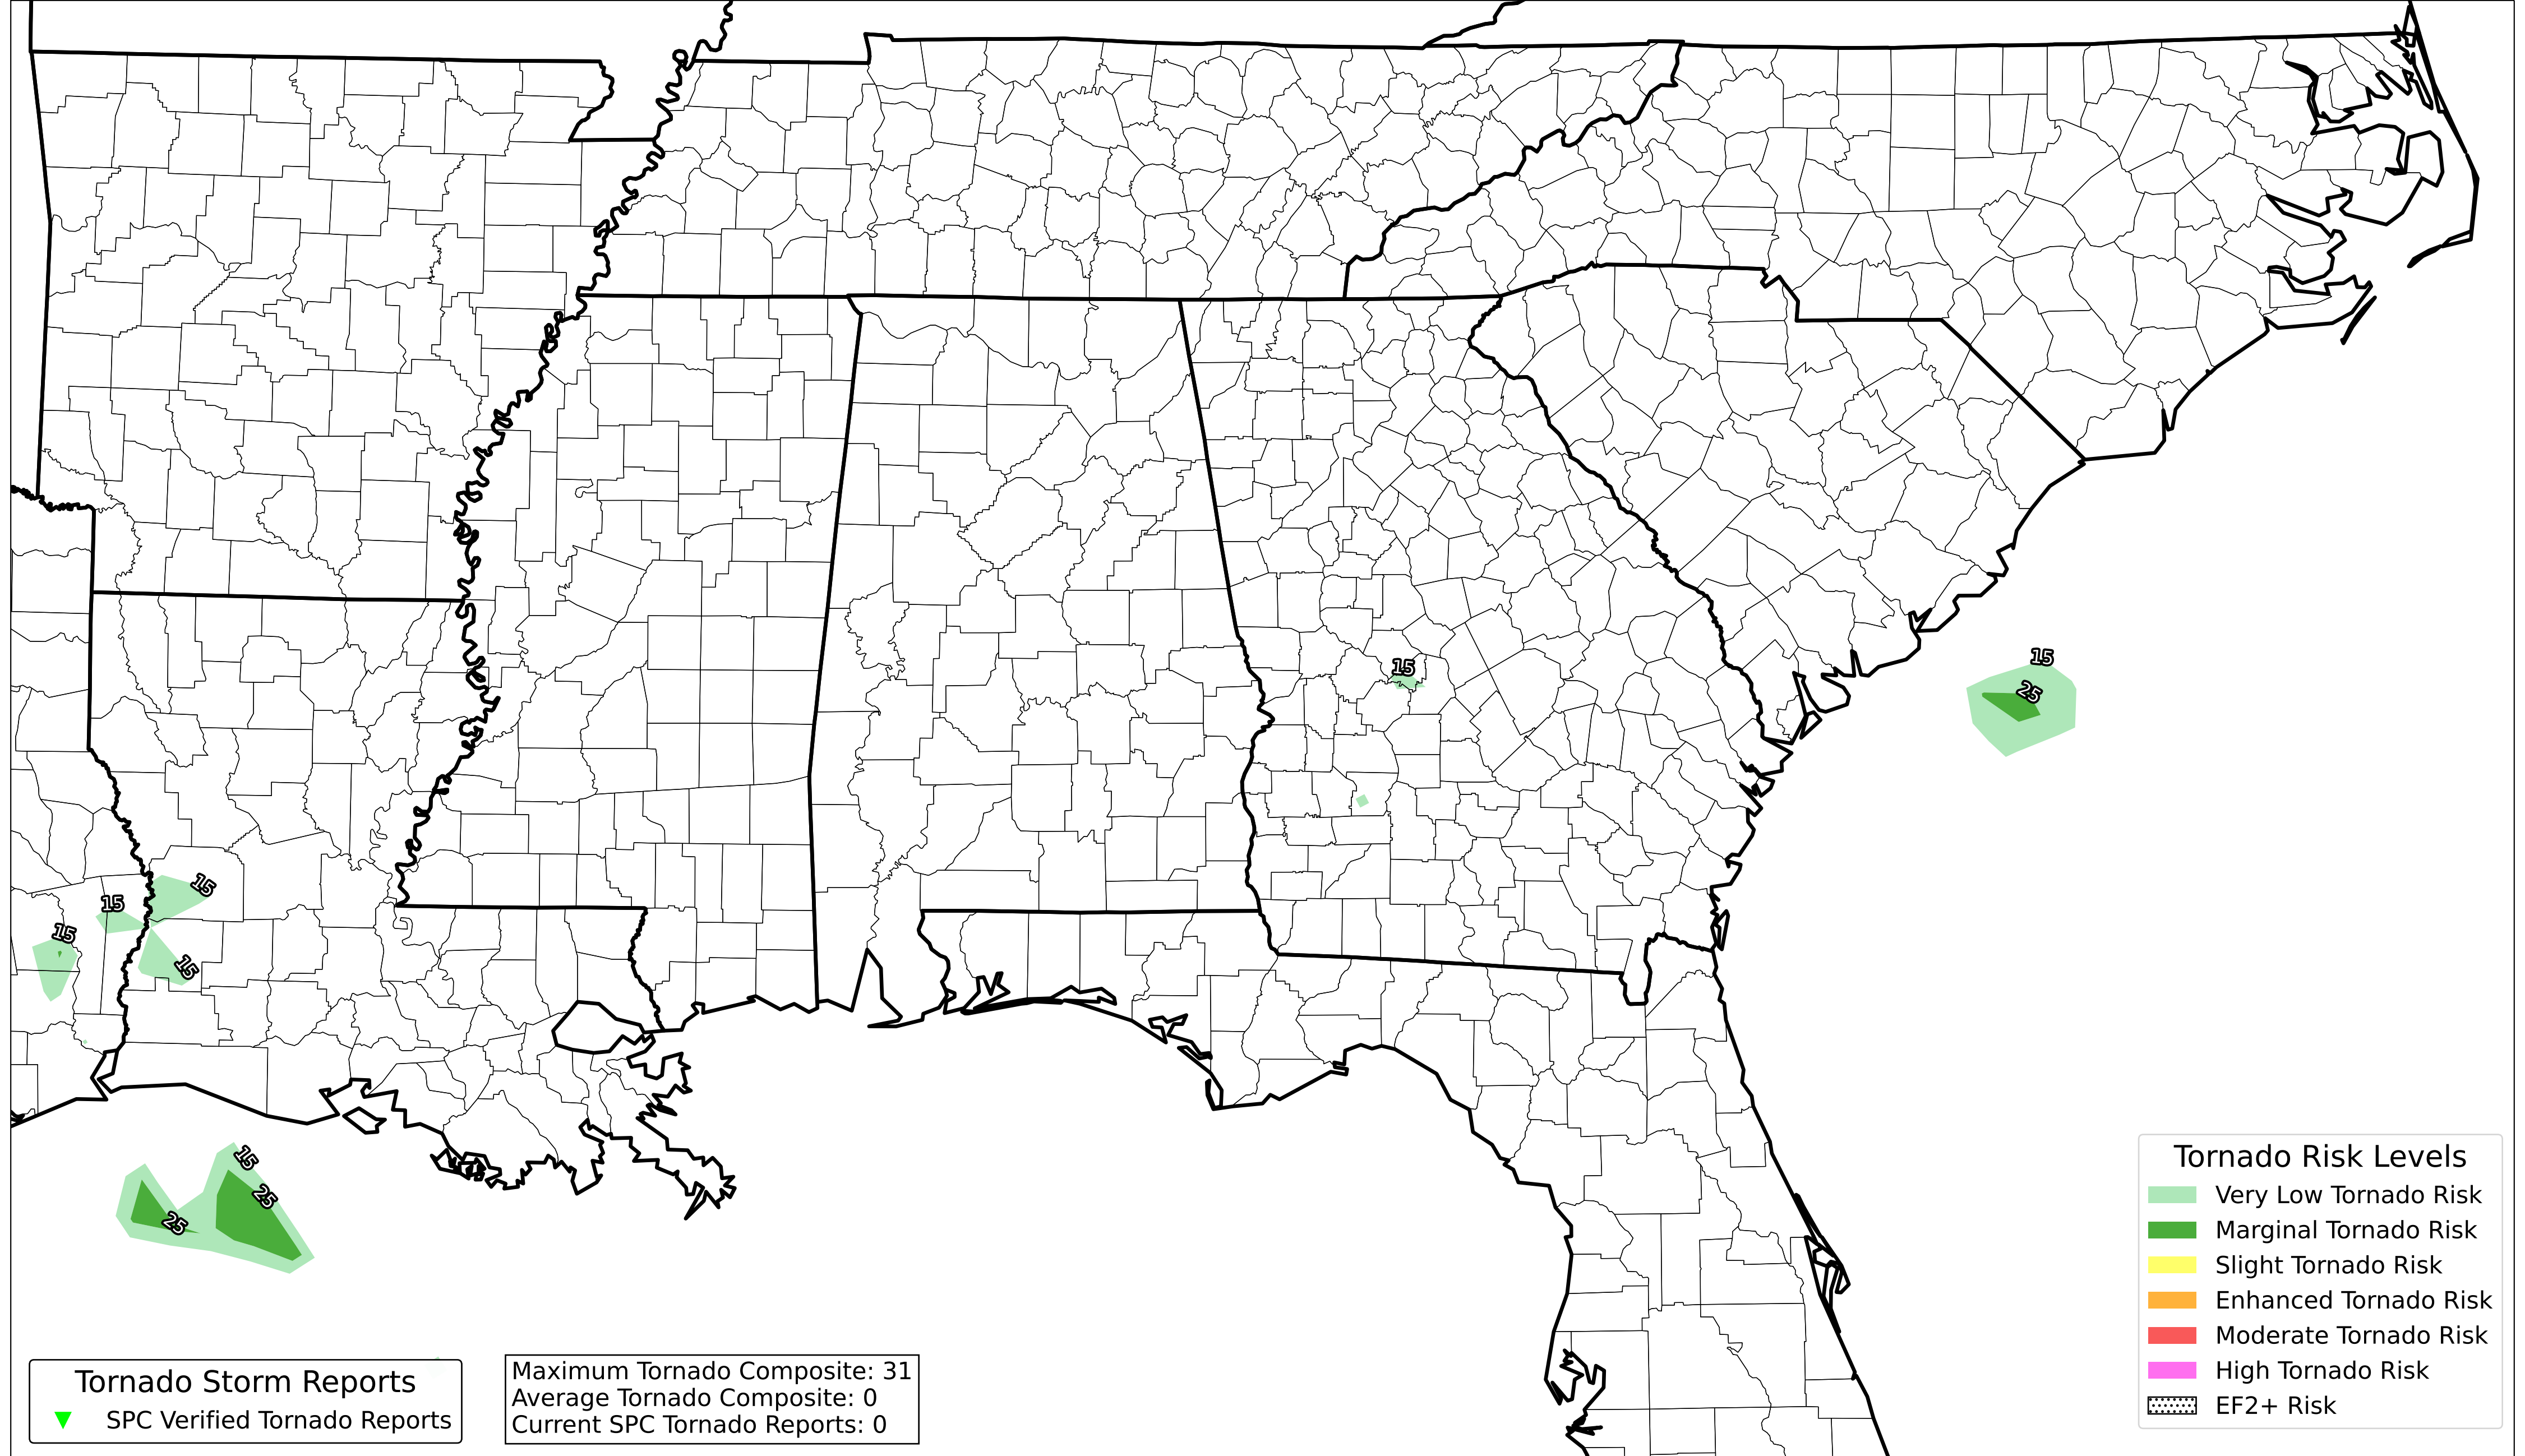 15
15
25
15
15
15
15
15
25
25
Tornado Risk Levels
Very Low Tornado Risk
Marginal Tornado Risk
Slight Tornado Risk
Enhanced Tornado Risk
Moderate Tornado Risk
High Tornado Risk
EF2+ Risk
Tornado Storm Reports
SPC Verified Tornado Reports
Maximum Tornado Composite: 31
Average Tornado Composite: 0
Current SPC Tornado Reports: 0